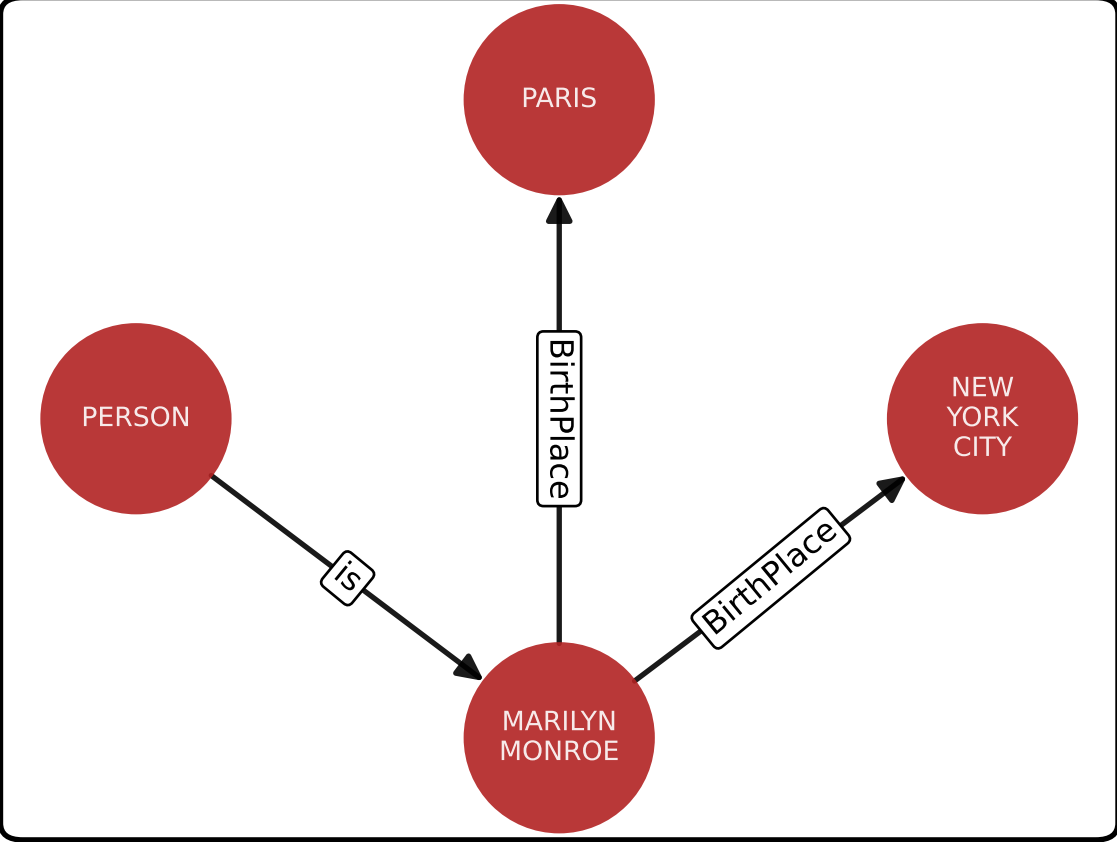 PARIS
BirthPlace
PERSON
NEW
YORK
CITY
is
BirthPlace
MARILYN
MONROE